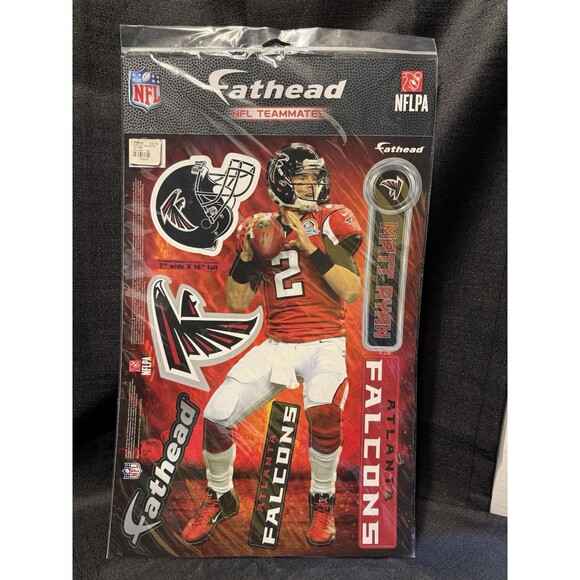 NFL
Fathead
NFL TEAMMATES
NFLPA
Fathead
MATT RYAN
2
7" wide X 16" tall
NFLPA
ATLANTA
FALCONS
ATLANTA
FALCONS
Fathead
NFL